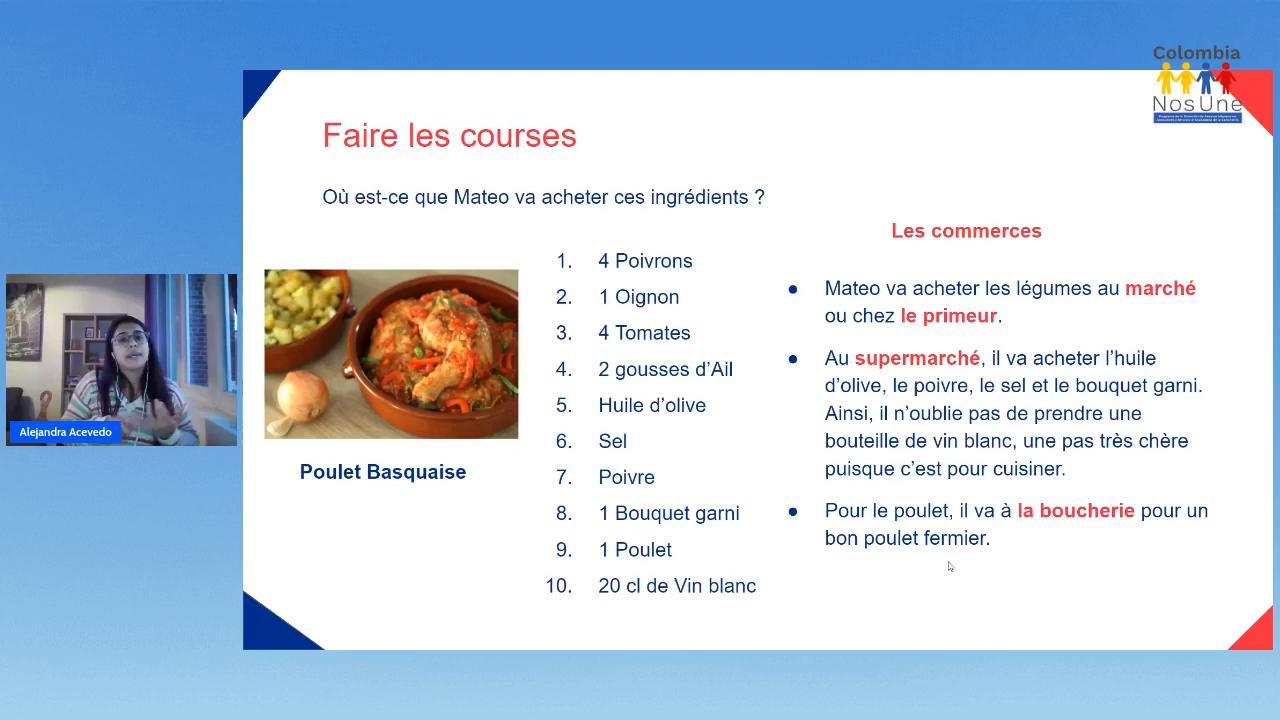 Colombia
NosUne
Faire les courses
Où est-ce que Mateo va acheter ces ingrédients ?
Les commerces
1. 4 Poivrons
2. 1 Oignon
3. 4 Tomates
4. 2 gousses d’Ail
5. Huile d’olive
6. Sel
7. Poivre
8. 1 Bouquet garni
9. 1 Poulet
10. 20 cl de Vin blanc
● Mateo va acheter les légumes au marché
ou chez le primeur.
● Au supermarché, il va acheter l’huile
d’olive, le poivre, le sel et le bouquet garni.
Ainsi, il n’oublie pas de prendre une
bouteille de vin blanc, une pas très chère
puisque c’est pour cuisiner.
● Pour le poulet, il va à la boucherie pour un
bon poulet fermier.
Poulet Basquaise
Alejandra Acevedo